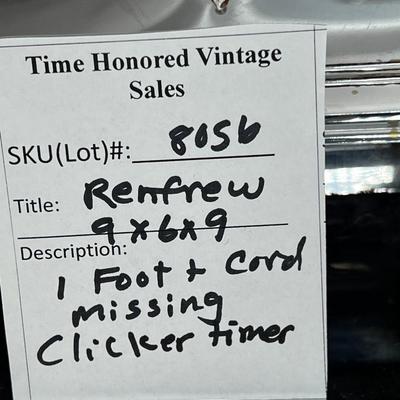 Time Honored Vintage
Sales
SKU(Lot)#: 8056
Title: Renfrew
9x6x9
Description:
1 Foot + Cord
missing
Clicker timer